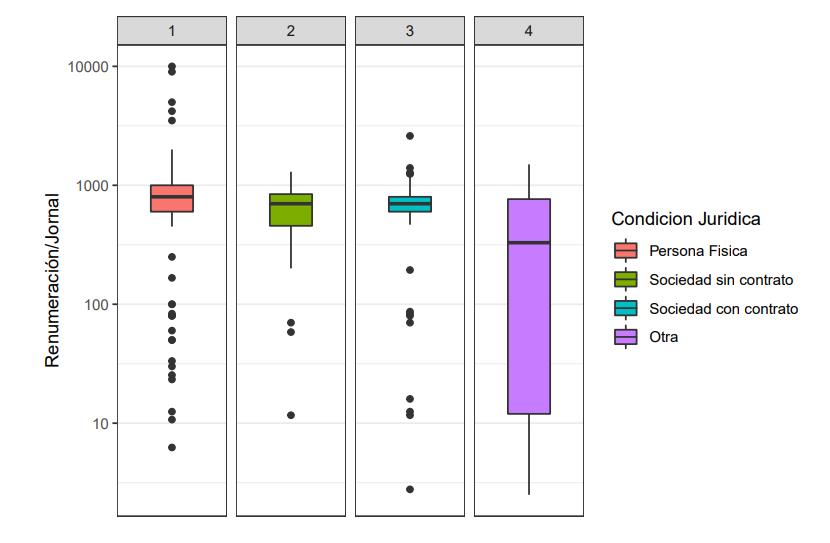 1 2 3 4
10000
1000
100
10
Renumeración/Jornal
Condicion Juridica
Persona Fisica
Sociedad sin contrato
Sociedad con contrato
Otra